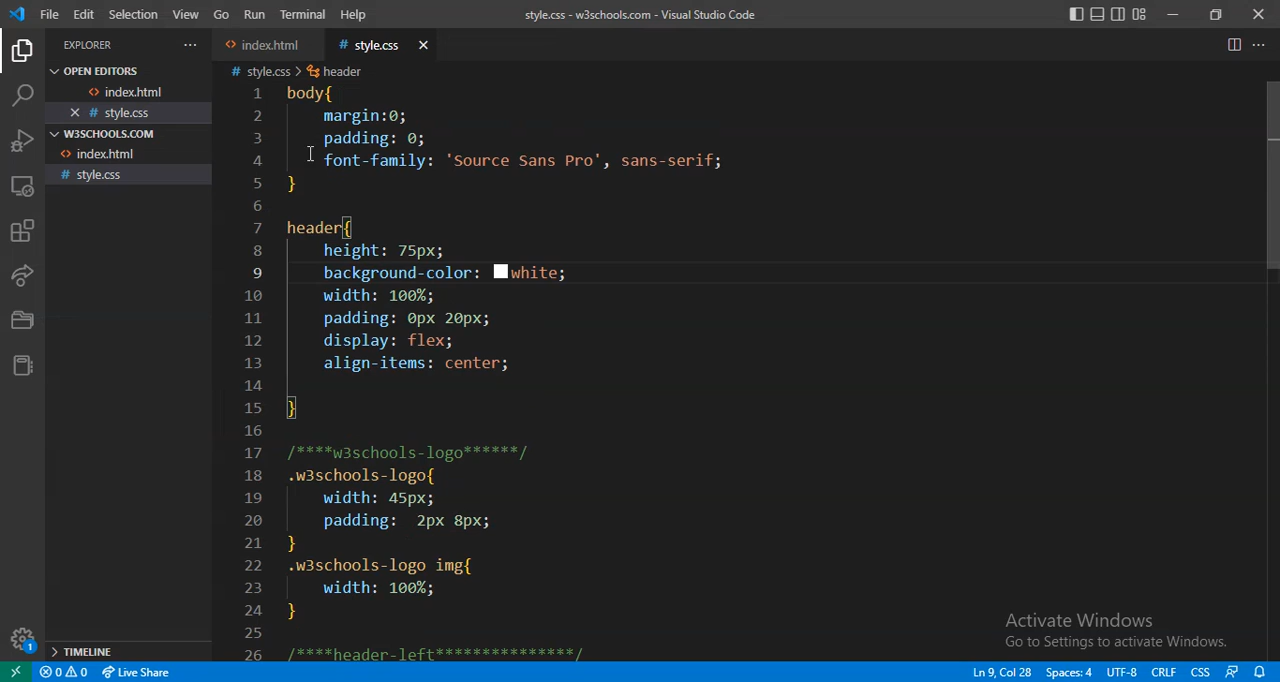 File Edit Selection View Go Run Terminal Help style.css - w3schools.com - Visual Studio Code
EXPLORER
OPEN EDITORS
index.html
style.css
W3SCHOOLS.COM
index.html
style.css
TIMELINE
index.html style.css
style.css > header
1 body{
2 margin:0;
3 padding: 0;
4 font-family: 'Source Sans Pro', sans-serif;
5 }
6
7 header{
8 height: 75px;
9 background-color: white;
10 width: 100%;
11 padding: 0px 20px;
12 display: flex;
13 align-items: center;
14
15 }
16
17 /****w3schools-logo******/
18 .w3schools-logo{
19 width: 45px;
20 padding:  2px 8px;
21 }
22 .w3schools-logo img{
23 width: 100%;
24 }
25
26 /****header-left***************/
Activate Windows
Go to Settings to activate Windows.
1
0 0 Live Share Ln 9, Col 28 Spaces: 4 UTF-8 CRLF CSS